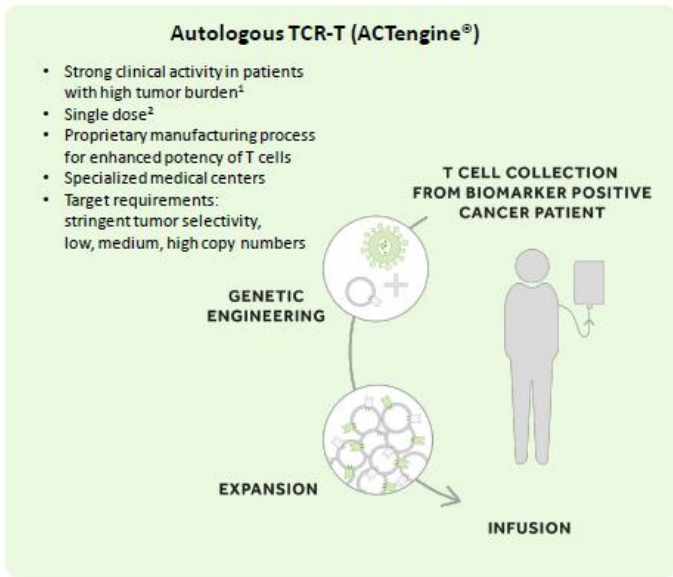 Autologous TCR-T (ACTengine®)
• Strong clinical activity in patients
with high tumor burden¹
• Single dose²
• Proprietary manufacturing process
for enhanced potency of T cells
• Specialized medical centers
• Target requirements:
stringent tumor selectivity,
low, medium, high copy numbers
T CELL COLLECTION
FROM BIOMARKER POSITIVE
CANCER PATIENT
GENETIC
ENGINEERING
EXPANSION
INFUSION